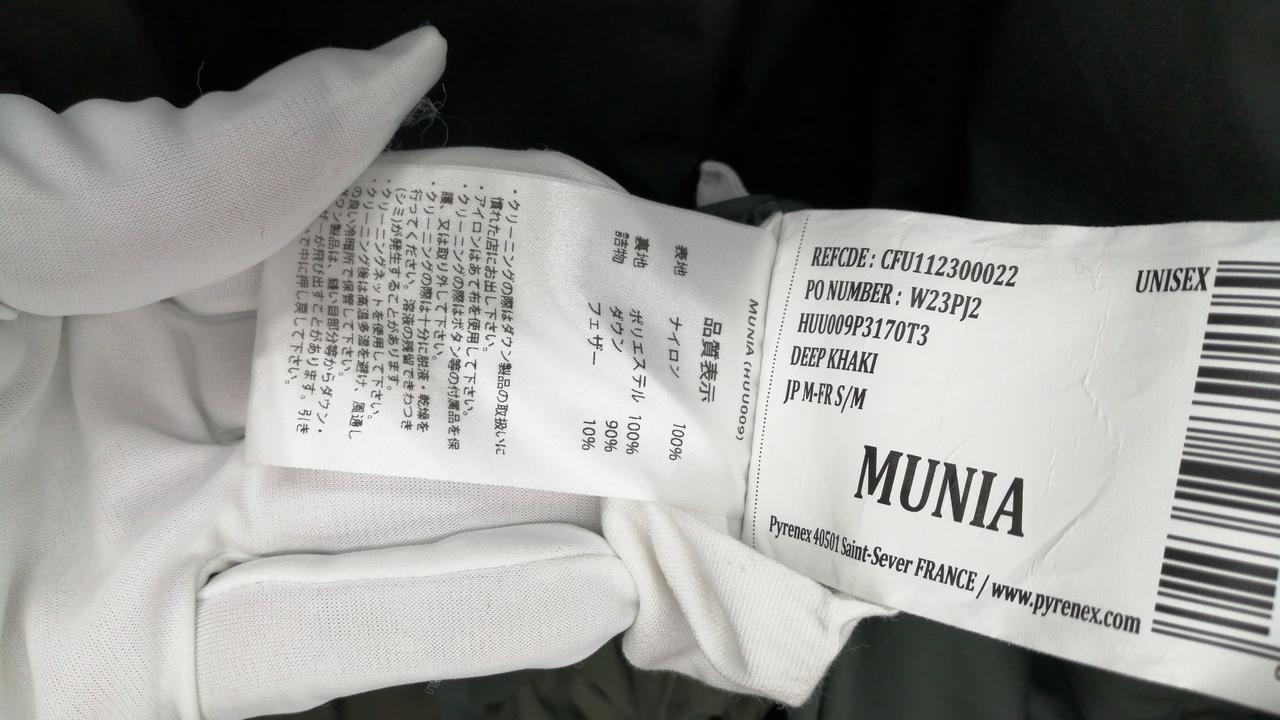 REFCDE : CFU112300022
PO NUMBER : W23PJ2
HUU009P3170T3
DEEP KHAKI
JP M-FR S/M
UNISEX
MUNIA
Pyrenex 40501 Saint-Sever FRANCE / www.pyrenex.com
MUNIA (HUU009)
品質表示
表地 ナイロン 100%
裏地 ポリエステル 100%
詰物 ダウン 90%
フェザー 10%
・クリーニングの際はダウン製品の取扱いに
慣れた店にお出し下さい。
・アイロンはあて布を使用して下さい。
・クリーニングの際はボタン等の付属品を保
護、又は取り外して下さい。
・クリーニングの際は十分に脱液・乾燥を
行ってください。溶液の残留できわつき
(シミ)が発生することがあります。
・クリーニングネットを使用して下さい。
・クリーニング後は高温多湿を避け、風通し
の良い冷暗所で保管して下さい。
ダウン製品は、縫い目部分等からダウン・
ザーが飛び出すことがあります。引き
で中に押し戻して下さい。